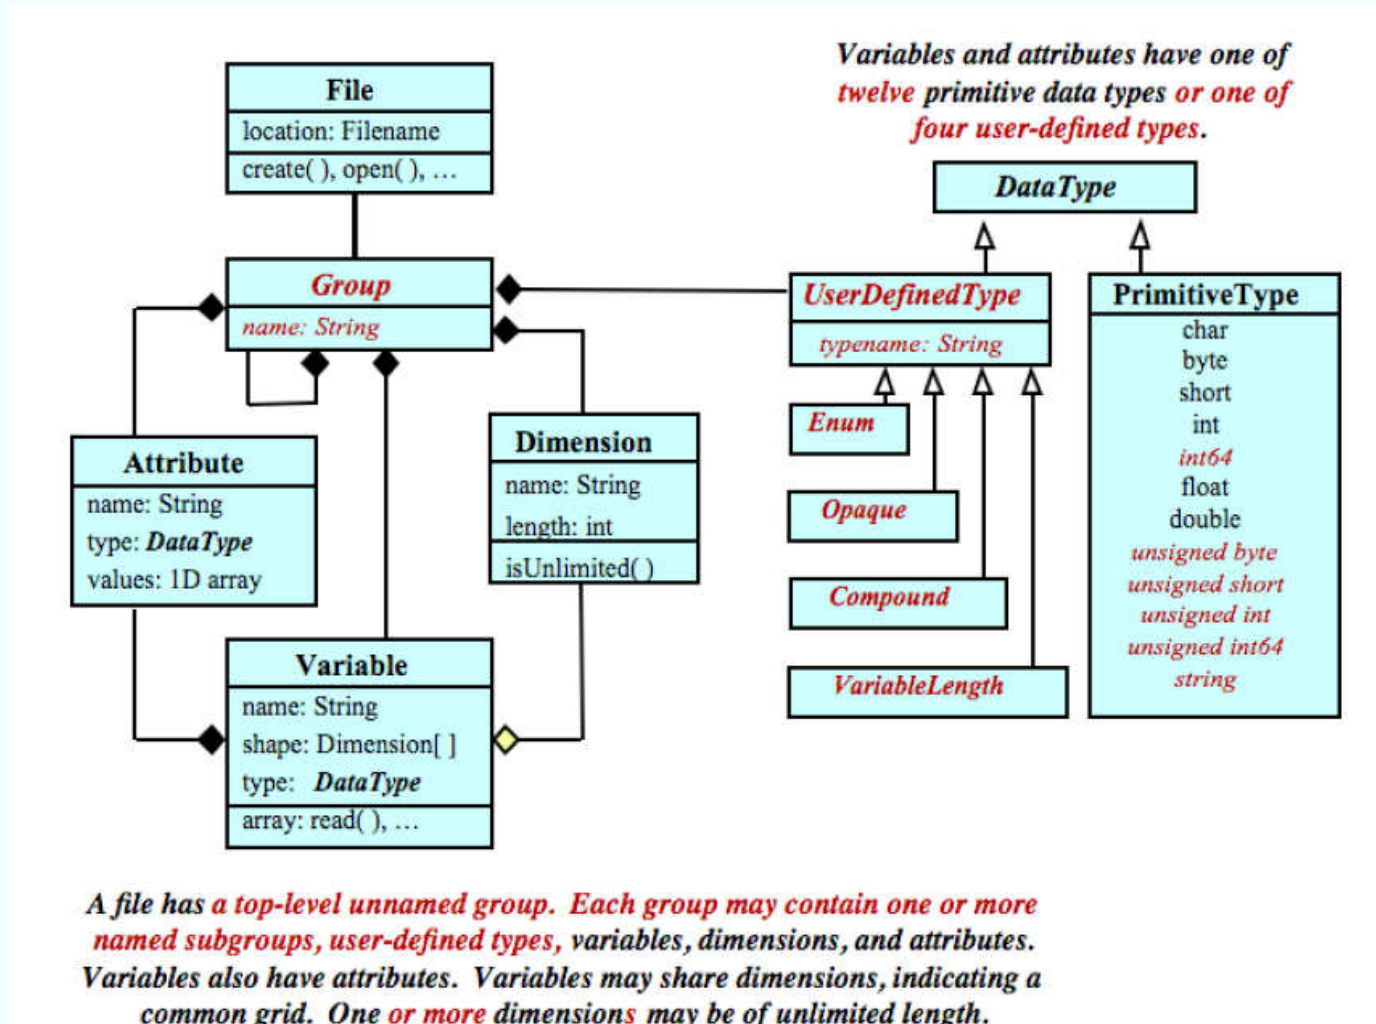 File
location: Filename
create( ), open( ), ...
Group
name: String
Attribute
name: String
type: DataType
values: 1D array
Dimension
name: String
length: int
isUnlimited( )
Variable
name: String
shape: Dimension[ ]
type: DataType
array: read( ), ...
Variables and attributes have one of
twelve primitive data types or one of
four user-defined types.
DataType
UserDefinedType
typename: String
Enum
Opaque
Compound
VariableLength
PrimitiveType
char
byte
short
int
int64
float
double
unsigned byte
unsigned short
unsigned int
unsigned int64
string
A file has a top-level unnamed group. Each group may contain one or more
named subgroups, user-defined types, variables, dimensions, and attributes.
Variables also have attributes. Variables may share dimensions, indicating a
common grid. One or more dimensions may be of unlimited length.